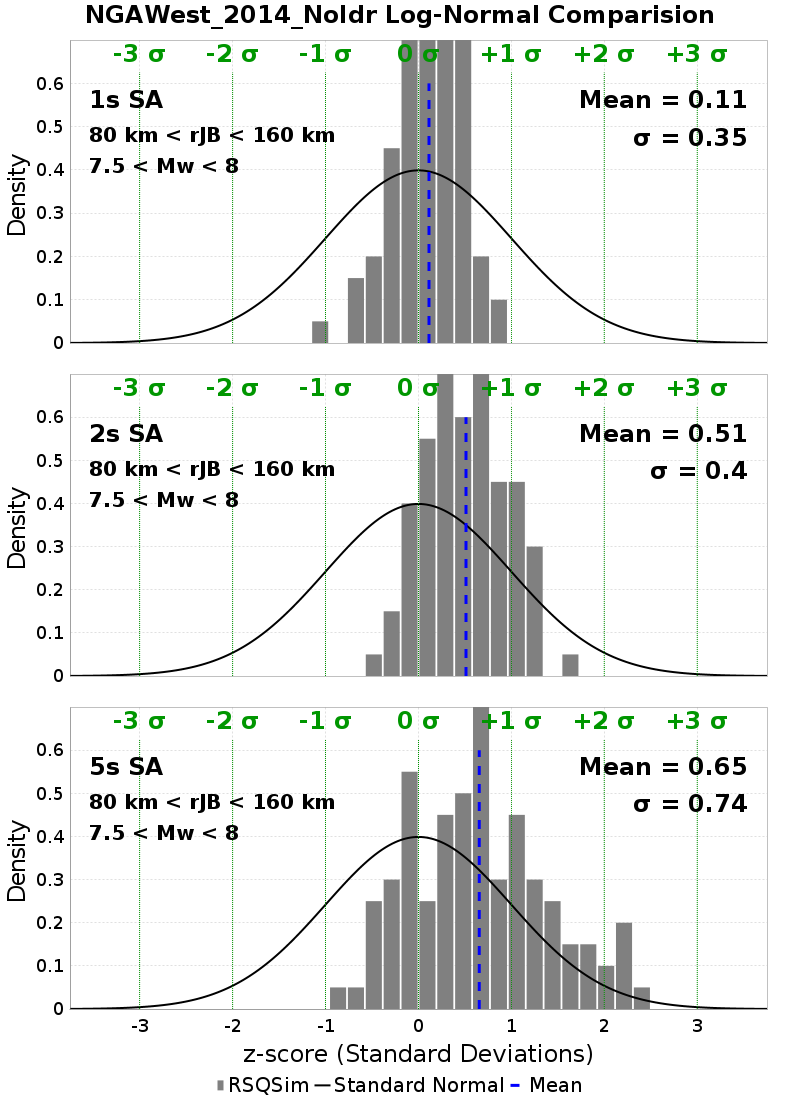 NGAWest_2014_NoIdr Log-Normal Comparision
-3 σ -2 σ -1 σ 0 σ +1 σ +2 σ +3 σ
1s SA
80 km < rJB < 160 km
7.5 < Mw < 8
Mean = 0.11
σ = 0.35
0.6
0.5
0.4
0.3
0.2
0.1
0
Density
-3 σ -2 σ -1 σ 0 σ +1 σ +2 σ +3 σ
2s SA
80 km < rJB < 160 km
7.5 < Mw < 8
Mean = 0.51
σ = 0.4
0.6
0.5
0.4
0.3
0.2
0.1
0
Density
-3 σ -2 σ -1 σ 0 σ +1 σ +2 σ +3 σ
5s SA
80 km < rJB < 160 km
7.5 < Mw < 8
Mean = 0.65
σ = 0.74
0.6
0.5
0.4
0.3
0.2
0.1
0
Density
-3 -2 -1 0 1 2 3
z-score (Standard Deviations)
RSQSim Standard Normal Mean